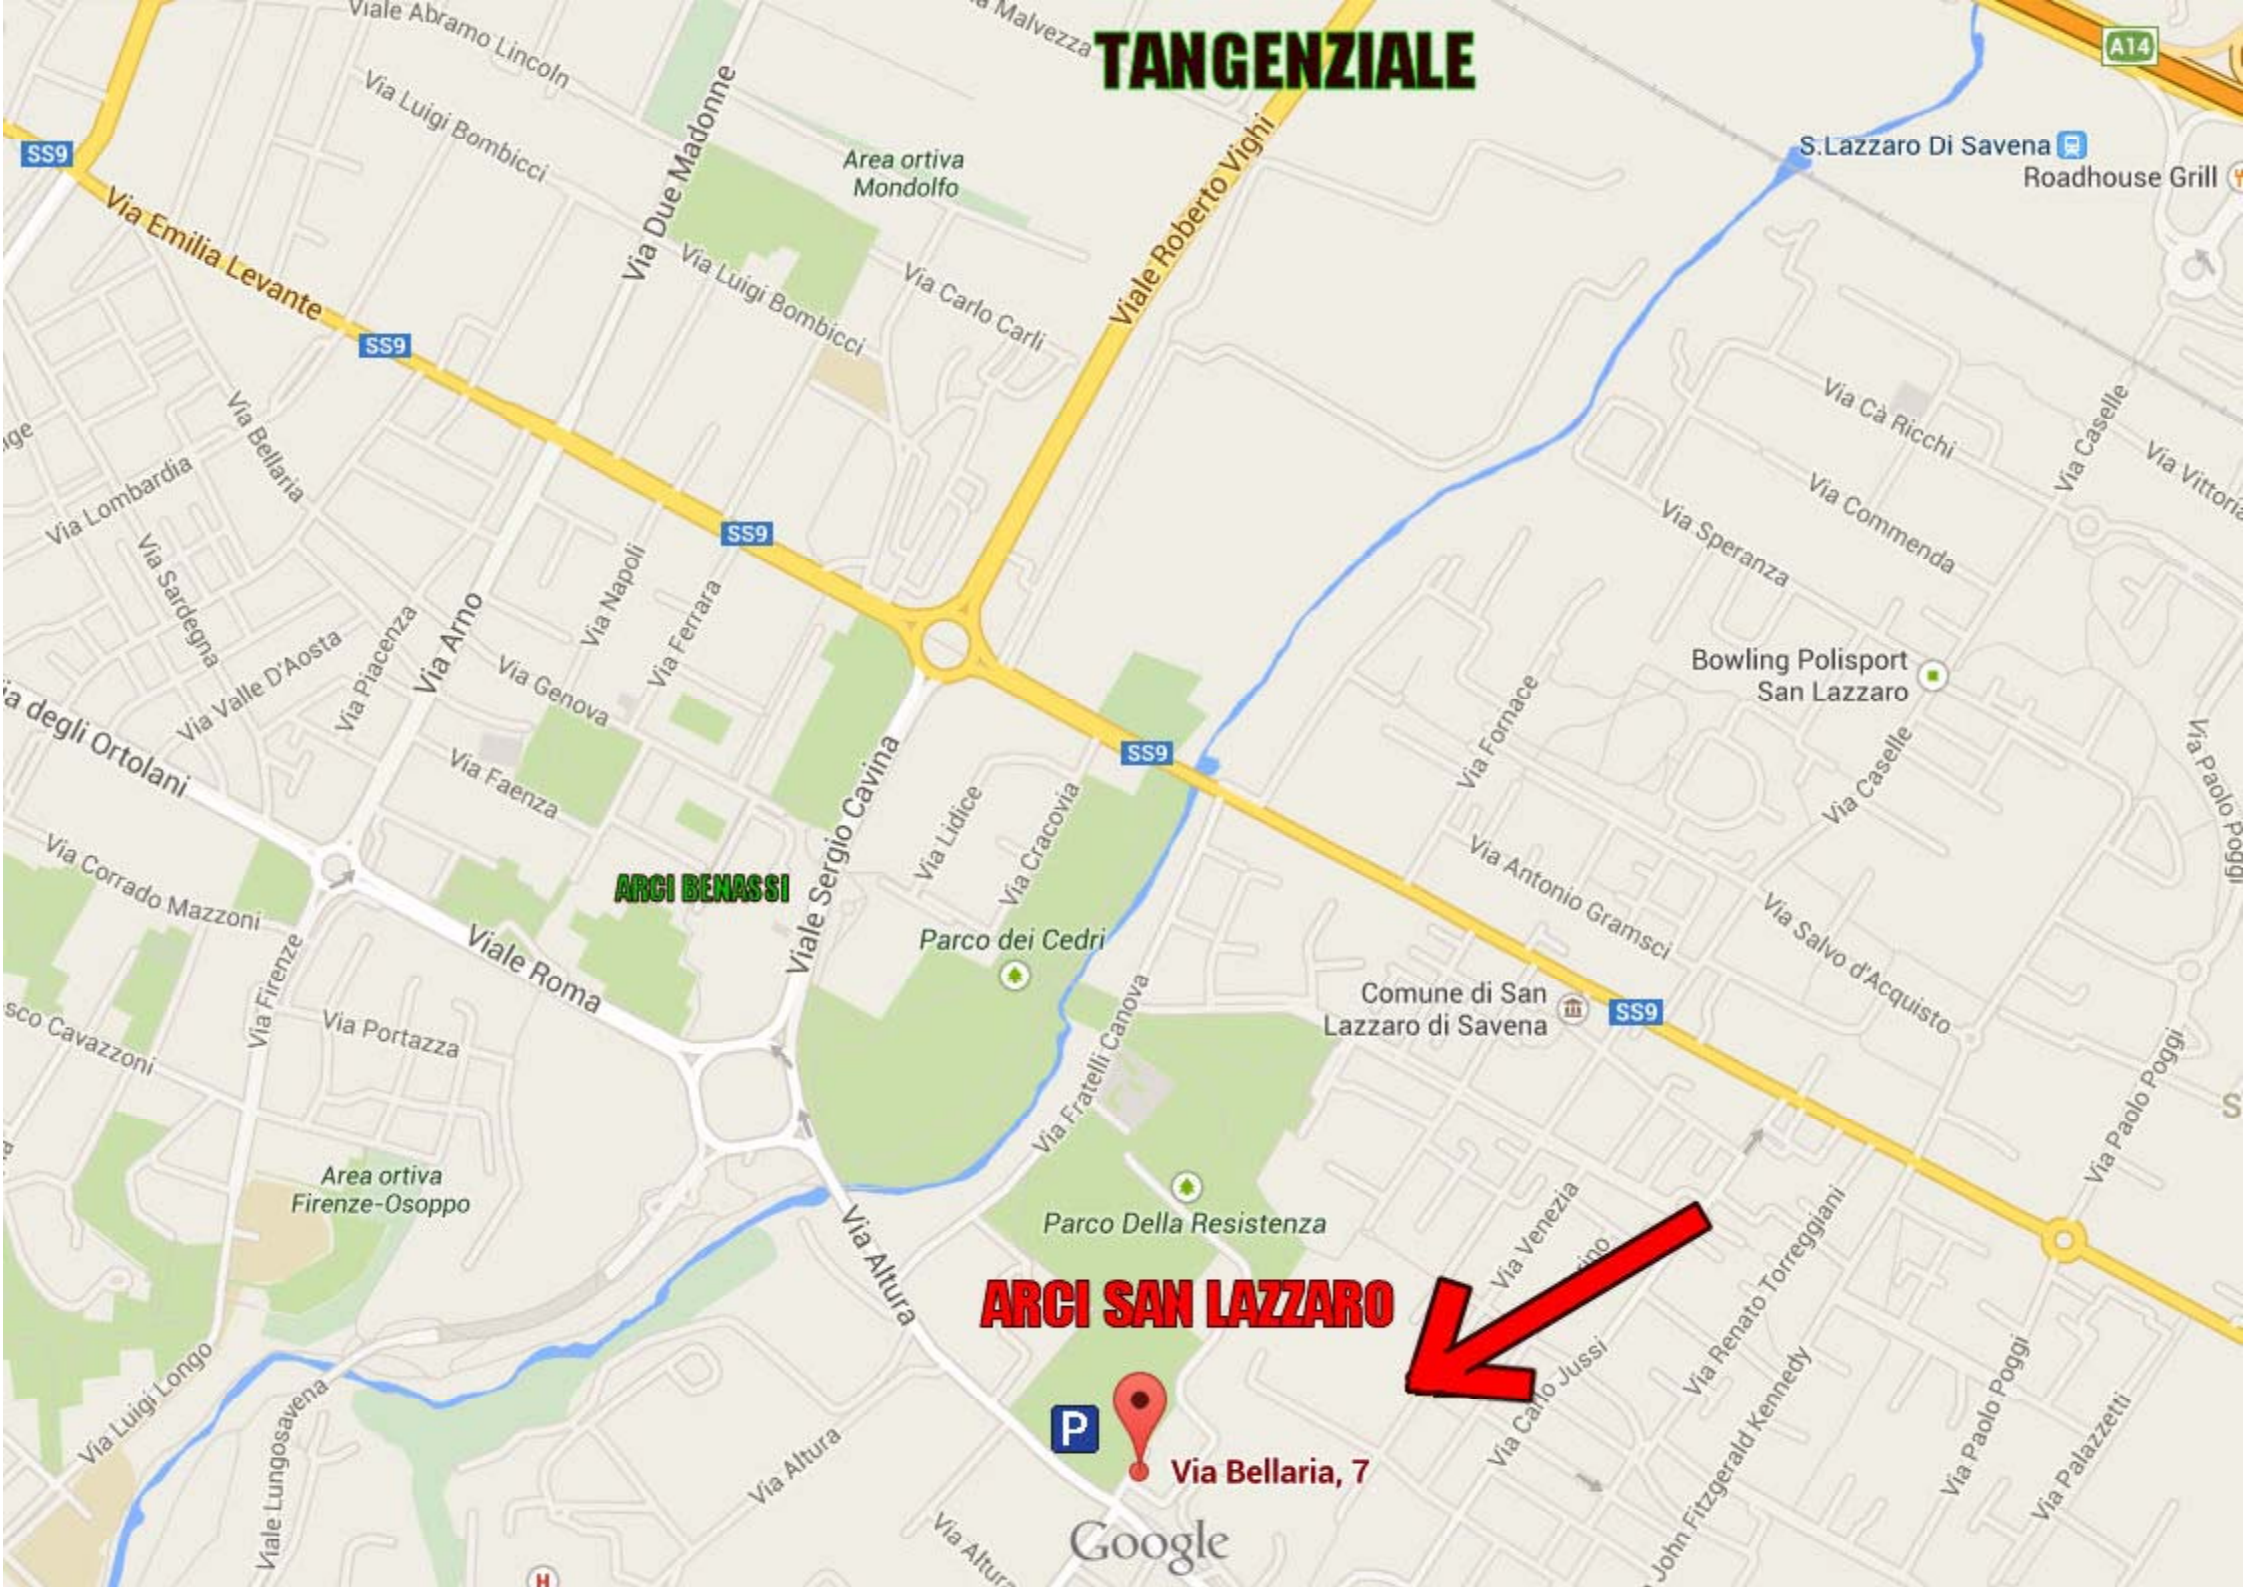 Viale Abramo Lincoln
Malvezza
TANGENZIALE
A14
Via Luigi Bombicci
Via Due Madonne
Area ortiva
Mondolfo
Viale Roberto Vighi
S.Lazzaro Di Savena
Roadhouse Grill
SS9
Via Emilia Levante
Via Luigi Bombicci
Via Carlo Carli
SS9
Via Cà Ricchi
Via Caselle
Via Vittoria
Via Bellaria
Via Lombardia
Via Commenda
Via Speranza
SS9
Via Sardegna
Via Napoli
Via Ferrara
Via Arno
Via Piacenza
Via Valle D'Aosta
Via Genova
Bowling Polisport
San Lazzaro
Via Fornace
Via Caselle
Via Paolo Poggi
ia degli Ortolani
Via Faenza
SS9
Viale Sergio Cavina
Via Lidice
Via Cracovia
Via Corrado Mazzoni
ARCI BENASSI
Via Antonio Gramsci
Via Salvo d'Acquisto
Viale Roma
Parco dei Cedri
Via Firenze
Via Portazza
sco Cavazzoni
Via Fratelli Canova
Comune di San
Lazzaro di Savena
SS9
Via Paolo Poggi
S
Area ortiva
Firenze-Osoppo
Via Altura
Parco Della Resistenza
Via Venezia
rino
Via Renato Torreggiani
ARCI SAN LAZZARO
Via Luigi Longo
Viale Lungosavena
Via Altura
P
Via Bellaria, 7
Via Carlo Jussi
John Fitzgerald Kennedy
Via Paolo Poggi
Via Palazzetti
Via Altura
Google
H